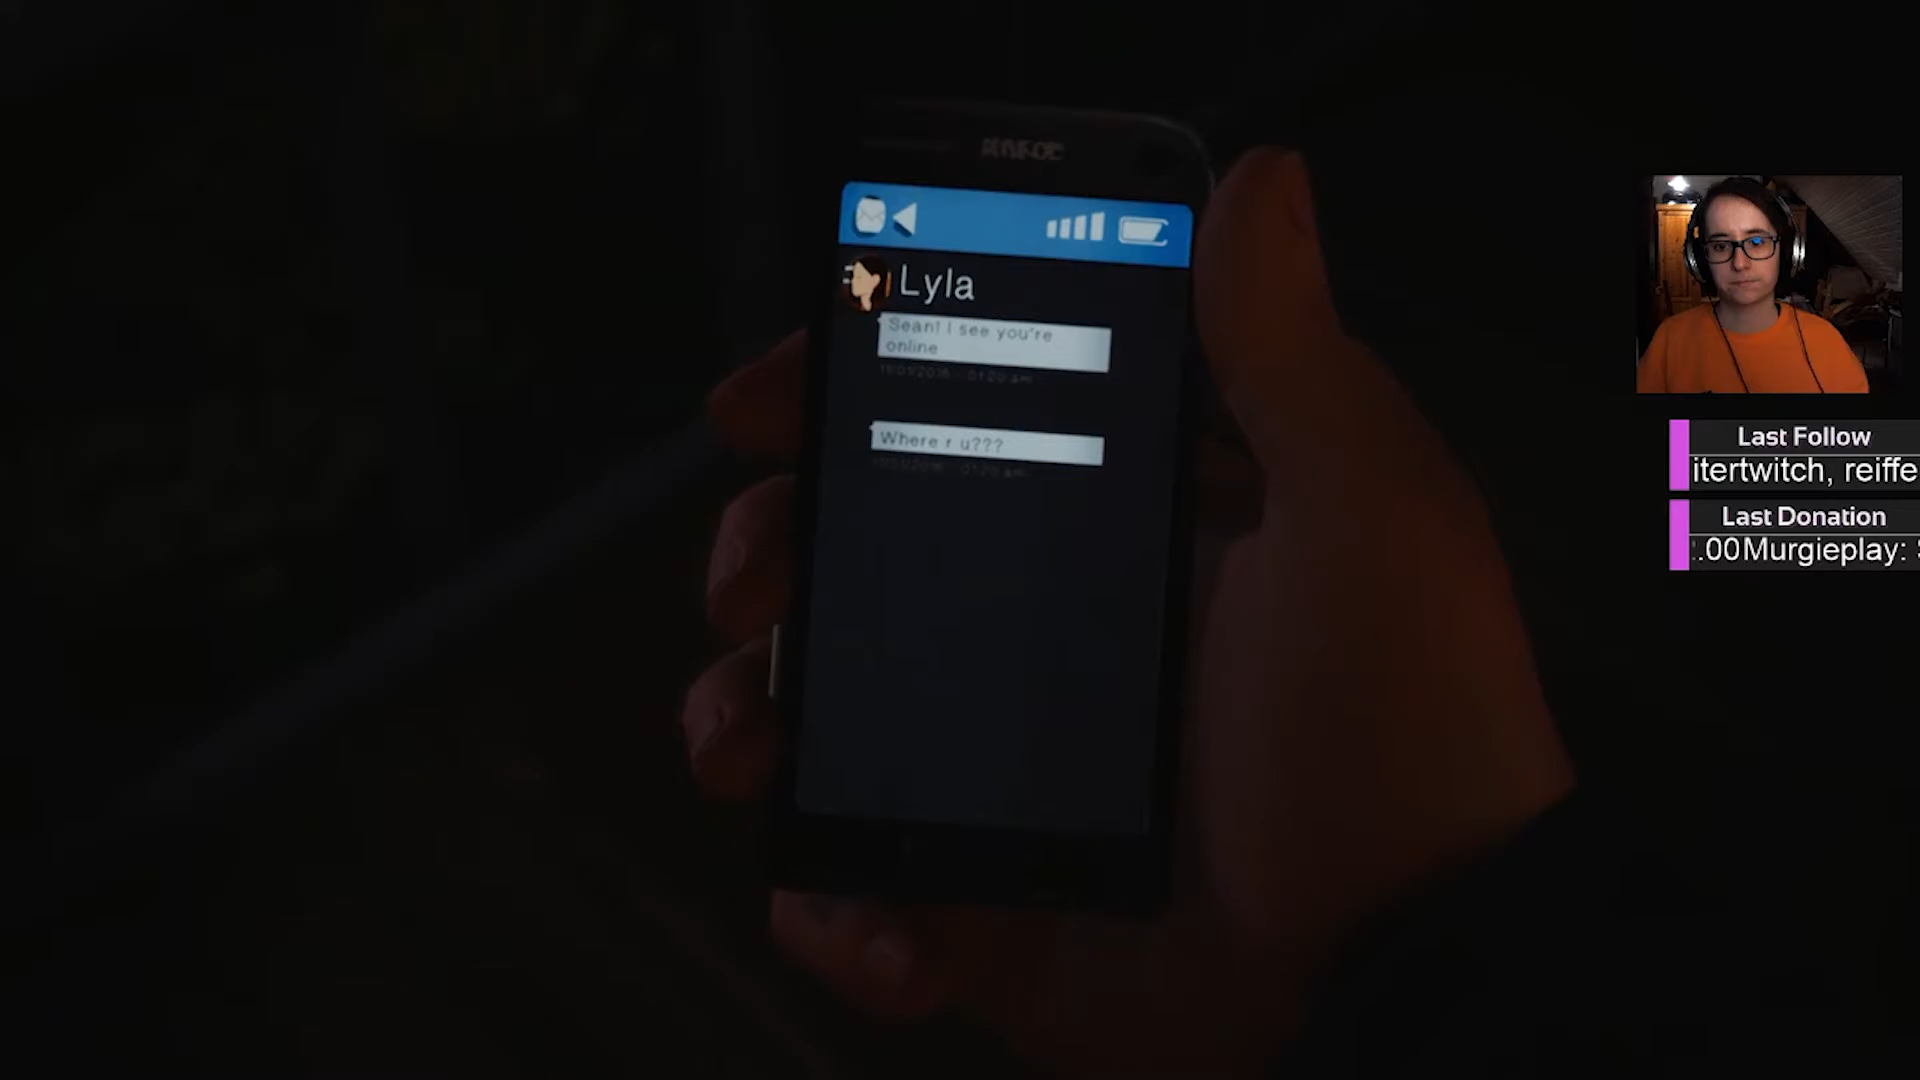 Lyla
Sean! I see you're
online
Where r u???
Last Follow
itertwitch, reiffe
Last Donation
.00Murgieplay: